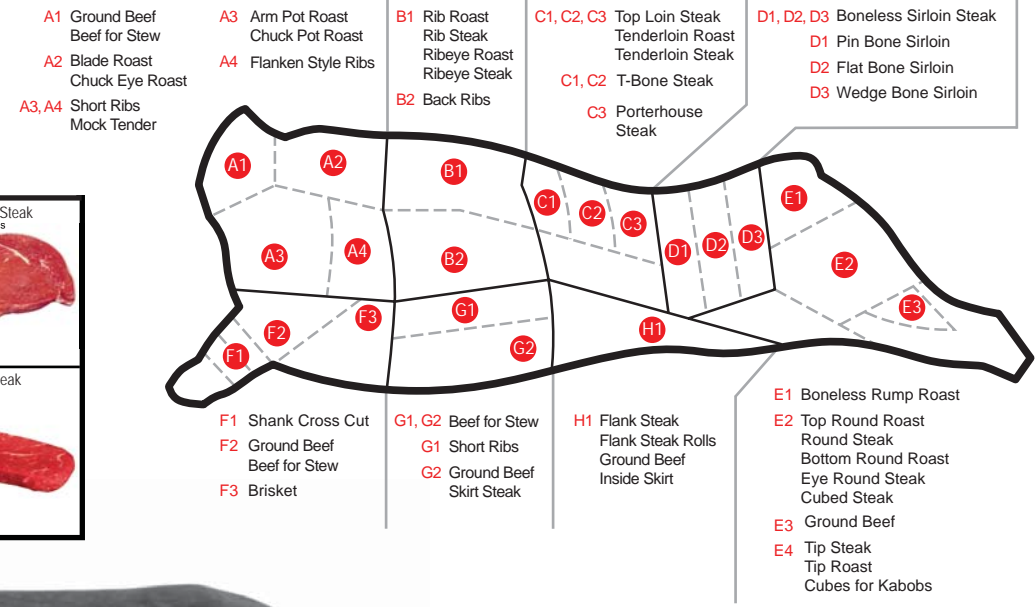 A1 Ground Beef
Beef for Stew
A2 Blade Roast
Chuck Eye Roast
A3, A4 Short Ribs
Mock Tender
A3 Arm Pot Roast
Chuck Pot Roast
A4 Flanken Style Ribs
B1 Rib Roast
Rib Steak
Ribeye Roast
Ribeye Steak
B2 Back Ribs
C1, C2, C3 Top Loin Steak
Tenderloin Roast
Tenderloin Steak
C1, C2 T-Bone Steak
C3 Porterhouse
Steak
D1, D2, D3 Boneless Sirloin Steak
D1 Pin Bone Sirloin
D2 Flat Bone Sirloin
D3 Wedge Bone Sirloin
Steak
s
eak
A1
A2
A3
A4
B1
B2
C1
C2
C3
D1
D2
D3
E1
E2
E3
F1
F2
F3
G1
G2
H1
F1 Shank Cross Cut
F2 Ground Beef
Beef for Stew
F3 Brisket
G1, G2 Beef for Stew
G1 Short Ribs
G2 Ground Beef
Skirt Steak
H1 Flank Steak
Flank Steak Rolls
Ground Beef
Inside Skirt
E1 Boneless Rump Roast
E2 Top Round Roast
Round Steak
Bottom Round Roast
Eye Round Steak
Cubed Steak
E3 Ground Beef
E4 Tip Steak
Tip Roast
Cubes for Kabobs